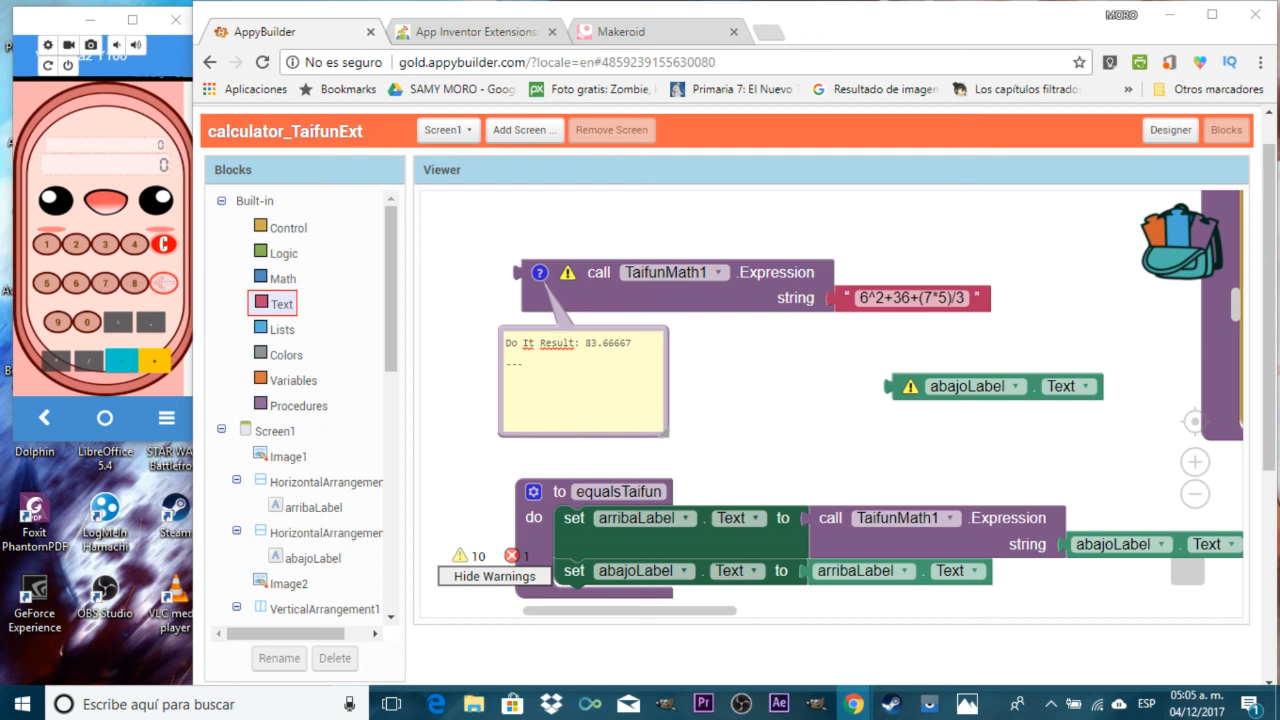 MORO
AppyBuilder
App Inventor Extensions:
Makeroid
No es seguro
gold.appybuilder.com/?locale=en#4859239155630080
IQ
Aplicaciones
Bookmarks
SAMY MORO - Goog
Foto gratis: Zombie,
Primaria 7: El Nuevo
Resultado de imagen
Los capítulos filtrados
»
Otros marcadores
calculator_TaifunExt
Screen1
Add Screen ...
Remove Screen
Designer
Blocks
Blocks
Viewer
Built-in
Control
Logic
Math
Text
Lists
Colors
Variables
Procedures
Screen1
Image1
HorizontalArrangemen
arribaLabel
HorizontalArrangemen
abajoLabel
Image2
VerticalArrangement1
Rename
Delete
? call TaifunMath1 .Expression
string " 6^2+36+(7*5)/3 "
Do It Result: 83.66667
---
abajoLabel . Text
to equalsTaifun
do set arribaLabel . Text to call TaifunMath1 .Expression
string abajoLabel . Text
set abajoLabel . Text to arribaLabel . Text
10 1
Hide Warnings
0
0
1 2 3 4 C
5 6 7 8
9 0
Dolphin
LibreOffice
5.4
STAR WA
Battlefro
Foxit
PhantomPDF
LogMeIn
Hamachi
Steam
GeForce
Experience
OBS Studio
VLC med
player
Escribe aquí para buscar
Pr
Ae
ESP
05:05 a. m.
04/12/2017
1